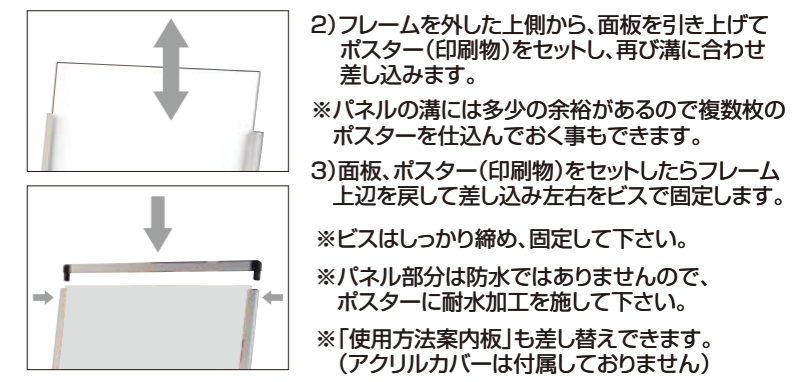 2)フレームを外した上側から、面板を引き上げて
ポスター(印刷物)をセットし、再び溝に合わせ
差し込みます。
※パネルの溝には多少の余裕があるので複数枚の
ポスターを仕込んでおく事もできます。
3)面板、ポスター(印刷物)をセットしたらフレーム
上辺を戻して差し込み左右をビスで固定します。
※ビスはしっかり締め、固定して下さい。
※パネル部分は防水ではありませんので、
ポスターに耐水加工を施して下さい。
※「使用方法案内板」も差し替えできます。
(アクリルカバーは付属しておりません)